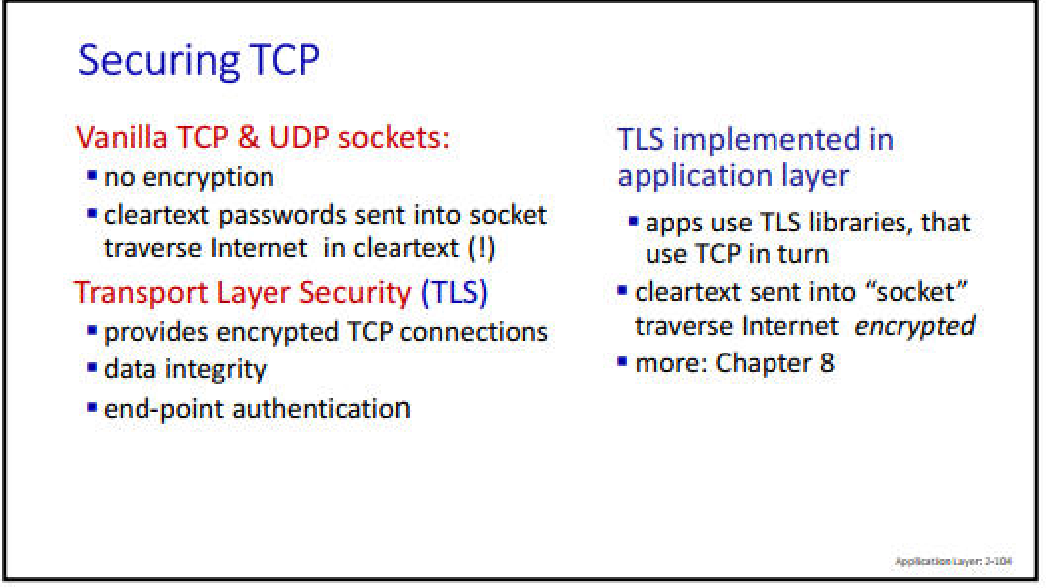 Securing TCP
Vanilla TCP & UDP sockets:
▪ no encryption
▪ cleartext passwords sent into socket
traverse Internet in cleartext (!)
Transport Layer Security (TLS)
▪ provides encrypted TCP connections
▪ data integrity
▪ end-point authentication
TLS implemented in
application layer
▪ apps use TLS libraries, that
use TCP in turn
▪ cleartext sent into “socket”
traverse Internet encrypted
▪ more: Chapter 8
Application Layer: 2-104